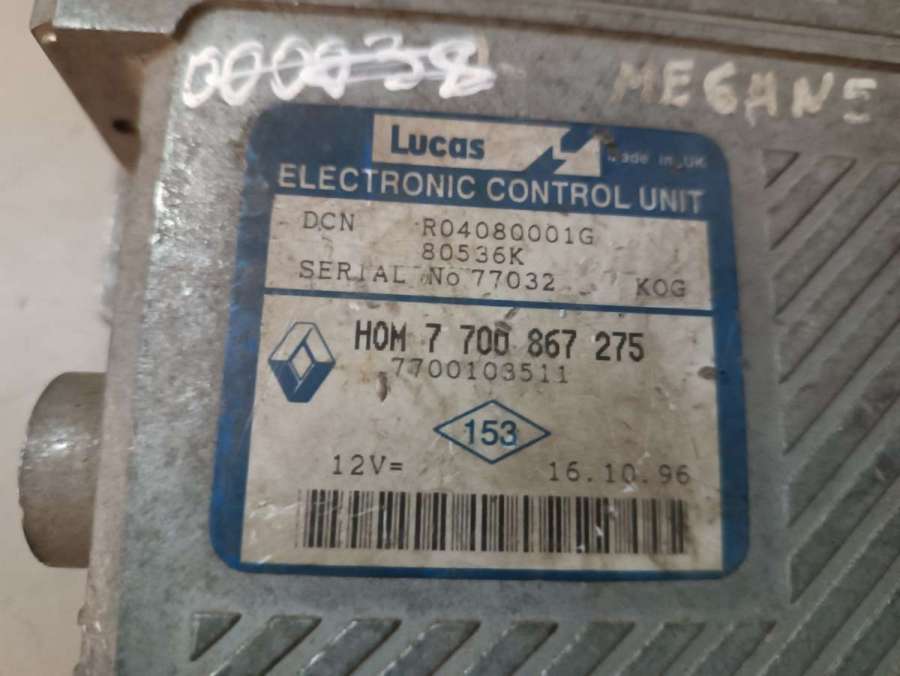 000038 MEGANE
Lucas
Made in UK
ELECTRONIC CONTROL UNIT
DCN R04080001G
80536K
SERIAL No 77032 KOG
HOM 7 700 867 275
7700103511
153
12V= 16.10.96